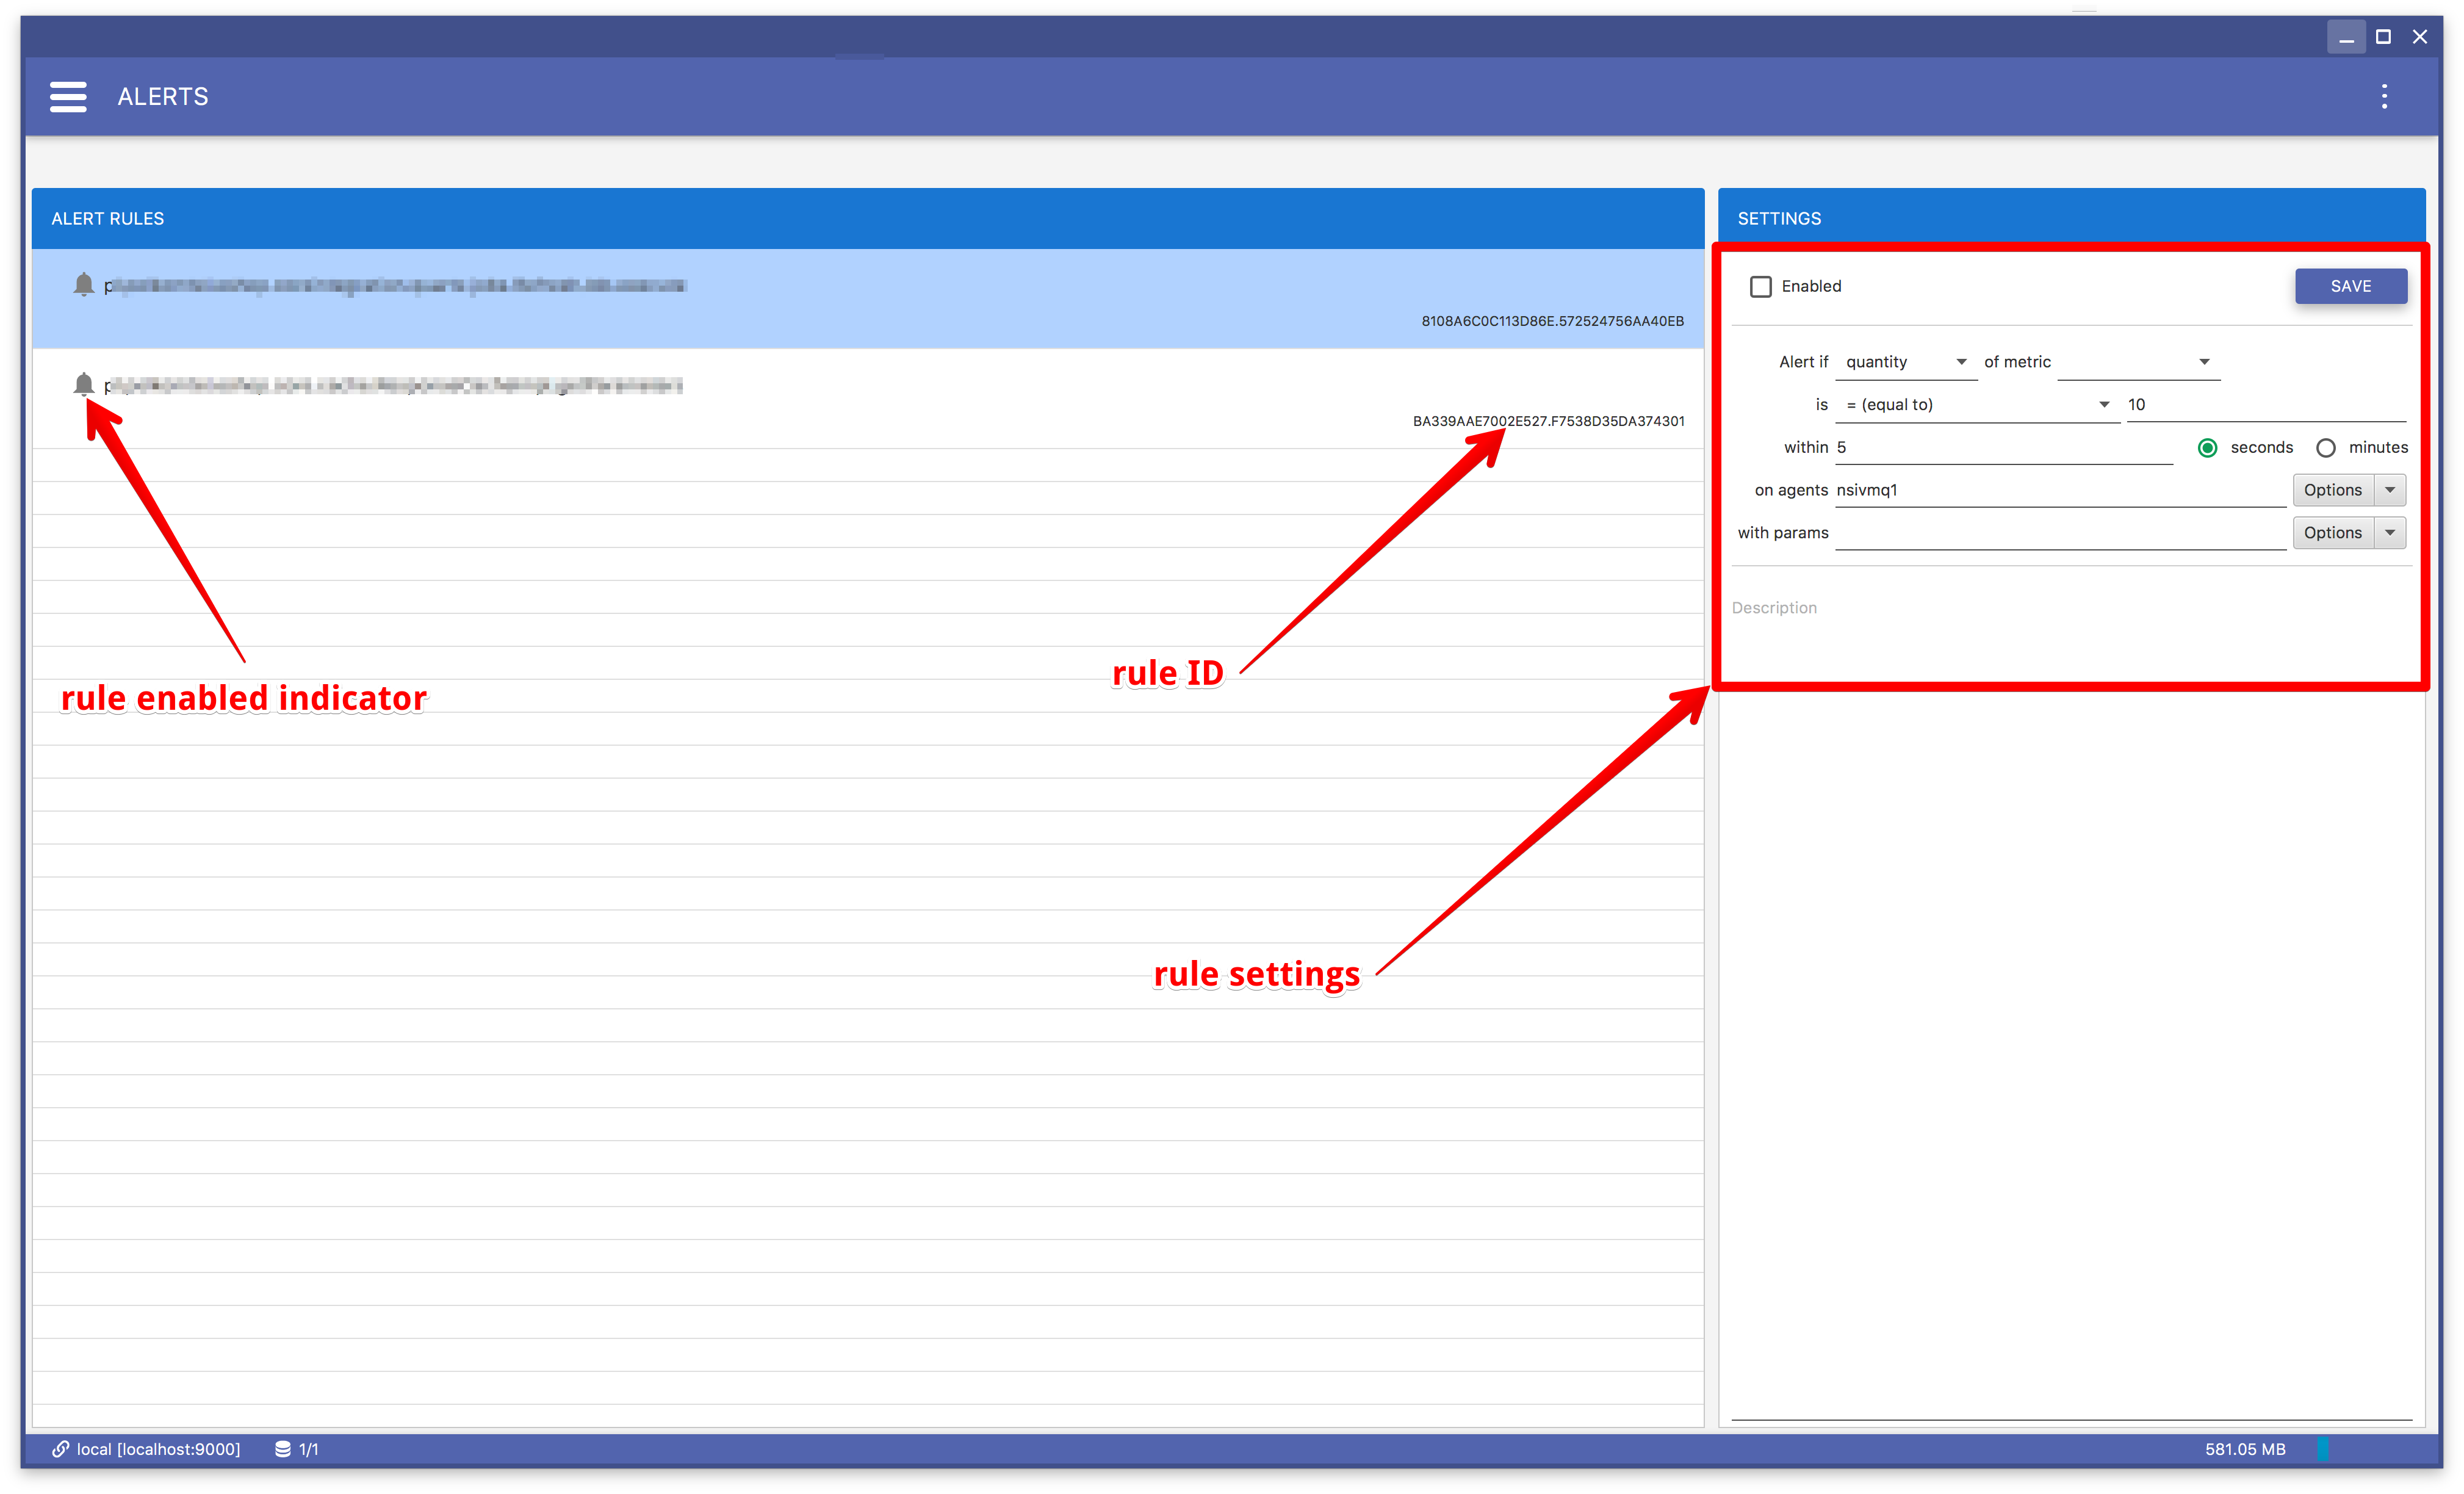 ALERTS
ALERT RULES
8108A6C0C113D86E.572524756AA40EB
BA339AAE7002E527.F7538D35DA374301
rule enabled indicator
rule ID
rule settings
SETTINGS
Enabled SAVE
Alert if quantity of metric
is = (equal to) 10
within 5 seconds minutes
on agents nsivmq1 Options
with params Options
Description
local [localhost:9000] 1/1 581.05 MB